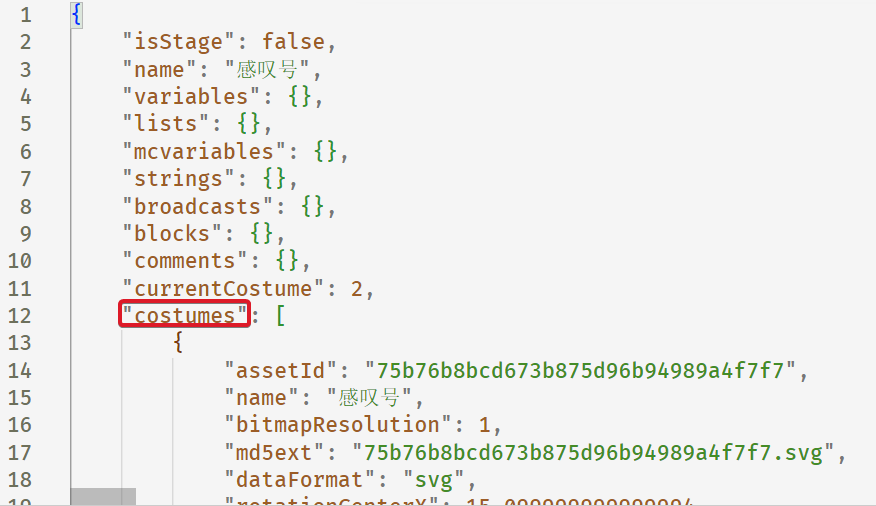 1 {
2 "isStage": false,
3 "name": "感叹号",
4 "variables": {},
5 "lists": {},
6 "mcvariables": {},
7 "strings": {},
8 "broadcasts": {},
9 "blocks": {},
10 "comments": {},
11 "currentCostume": 2,
12 "costumes": [
13 {
14 "assetId": "75b76b8bcd673b875d96b94989a4f7f7",
15 "name": "感叹号",
16 "bitmapResolution": 1,
17 "md5ext": "75b76b8bcd673b875d96b94989a4f7f7.svg",
18 "dataFormat": "svg",
19 "rotationCenterX":